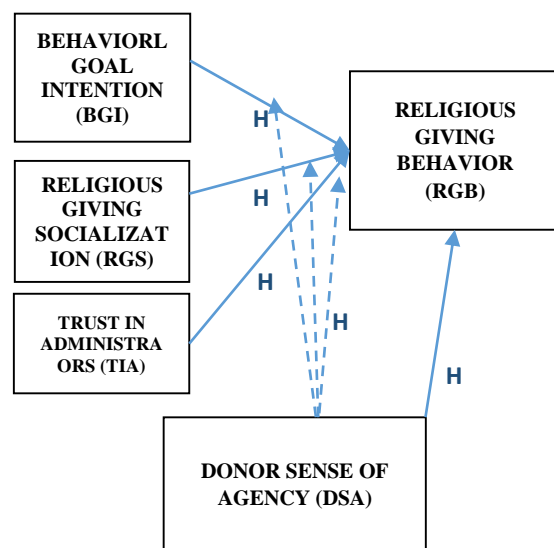 BEHAVIORL
GOAL
INTENTION
(BGI)
RELIGIOUS
GIVING
BEHAVIOR
(RGB)
H
RELIGIOUS
GIVING
SOCIALIZAT
ION (RGS)
H
H
TRUST IN
ADMINISTRA
ORS (TIA)
H
H
DONOR SENSE OF
AGENCY (DSA)